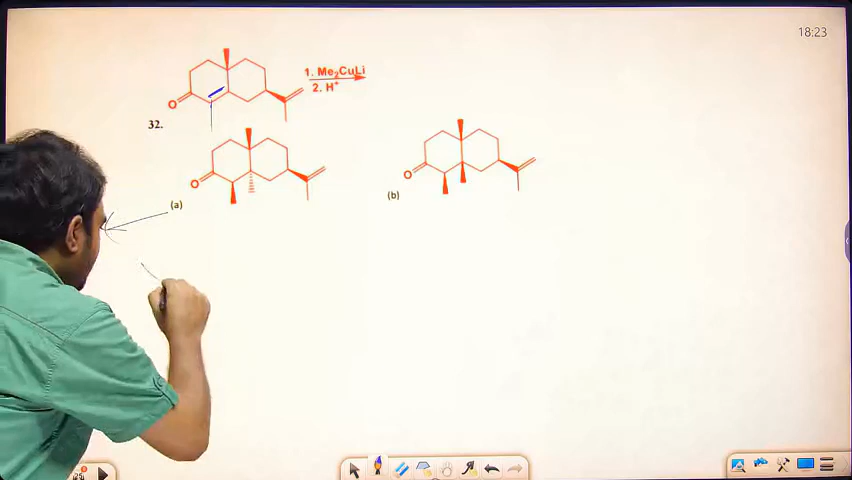 18:23
1. Me2CuLi
2. H+
O
32.
O
O
(a)
(b)